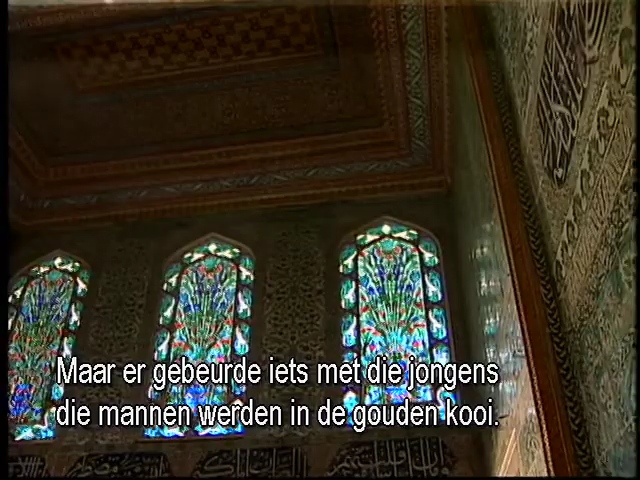 Maar er gebeurde iets met die jongens
die mannen werden in de gouden kooi.